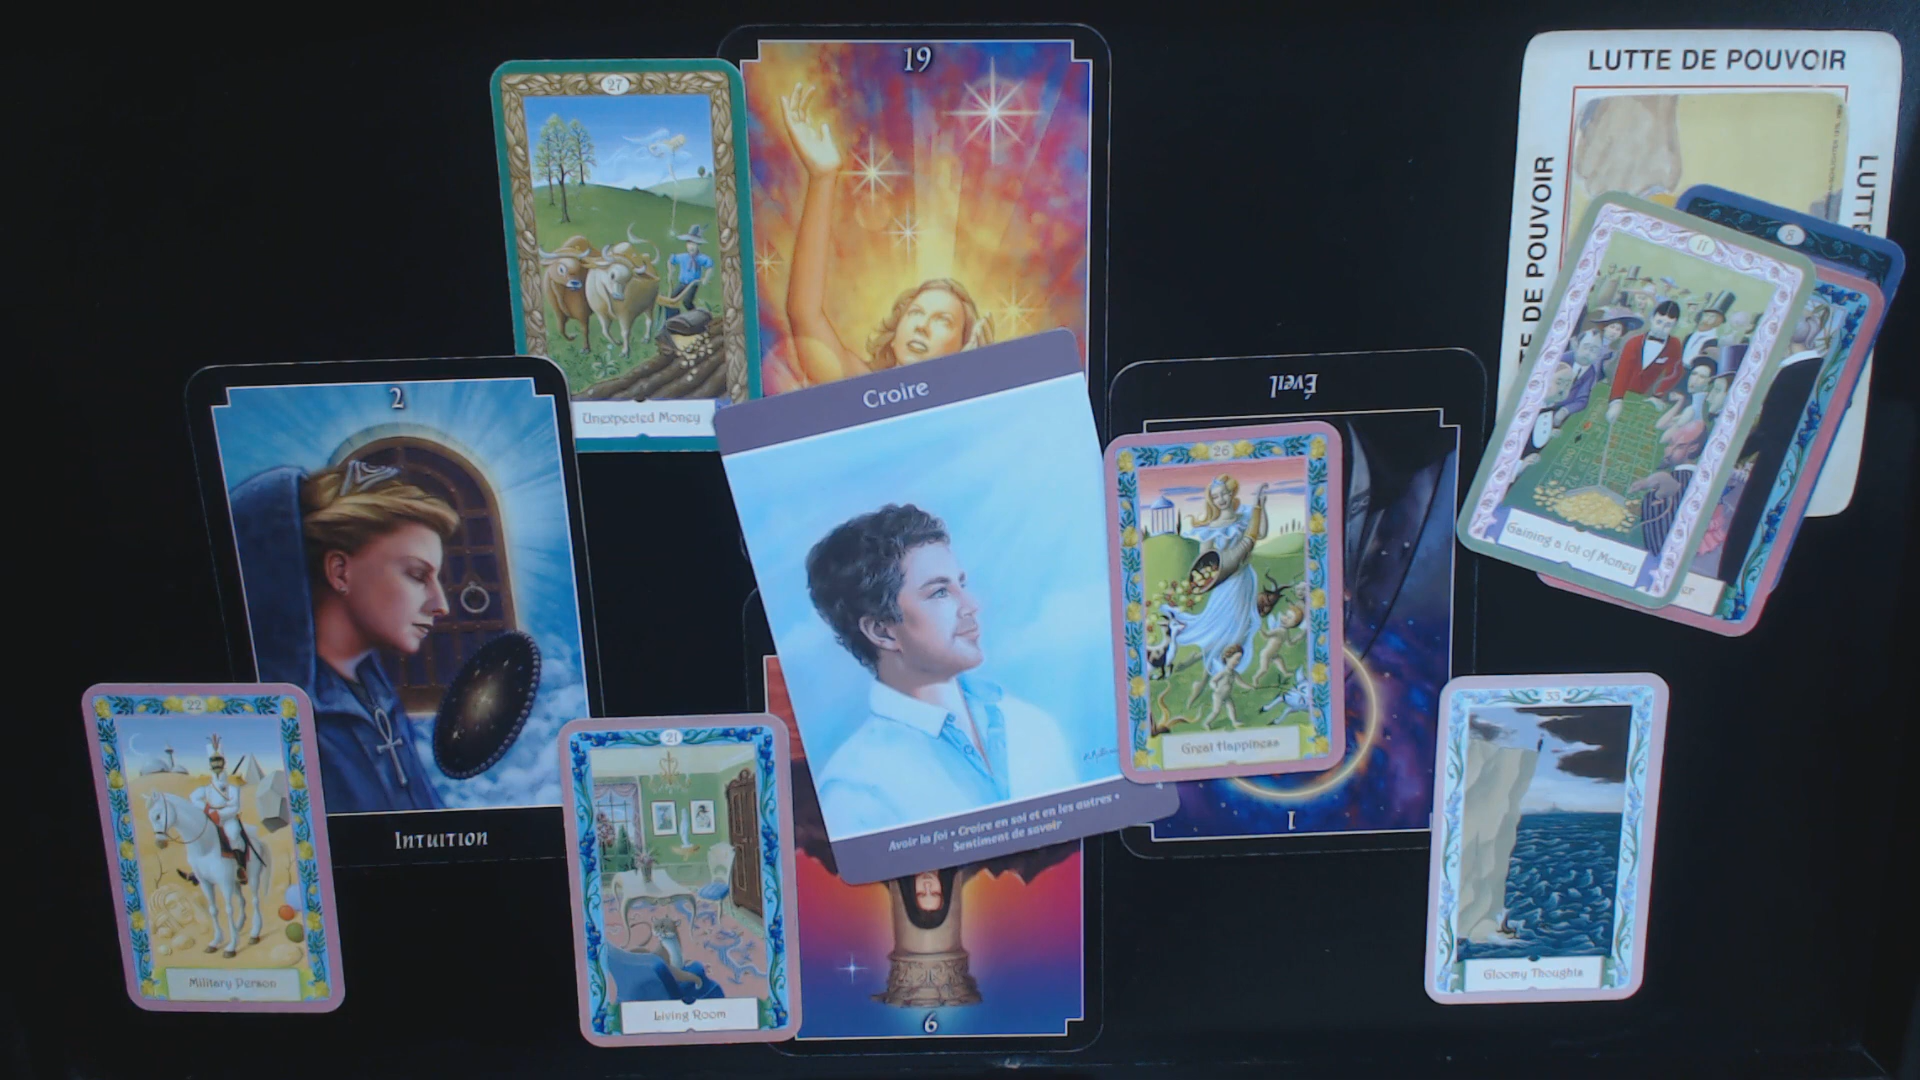 19
27
Unexpected Money
LUTTE DE POUVOIR
TE DE POUVOIR
LUTTE
8
11
Gaining a lot of Money
er
2
Intuition
Croire
Avoir la foi • Croire en soi et en les autres •
Sentiment de savoir
Éveil
1
26
Great Happiness
22
Military Person
21
Living Room
6
33
Gloomy Thoughts